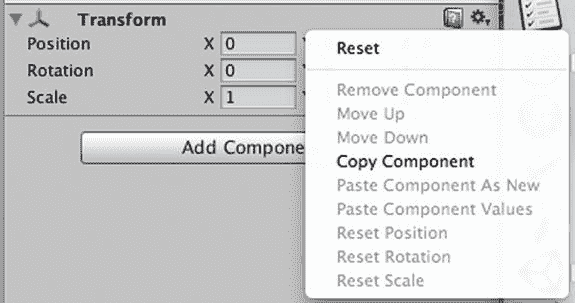 Transform
Position X 0
Rotation X 0
Scale X 1
Add Compone
Reset
Remove Component
Move Up
Move Down
Copy Component
Paste Component As New
Paste Component Values
Reset Position
Reset Rotation
Reset Scale